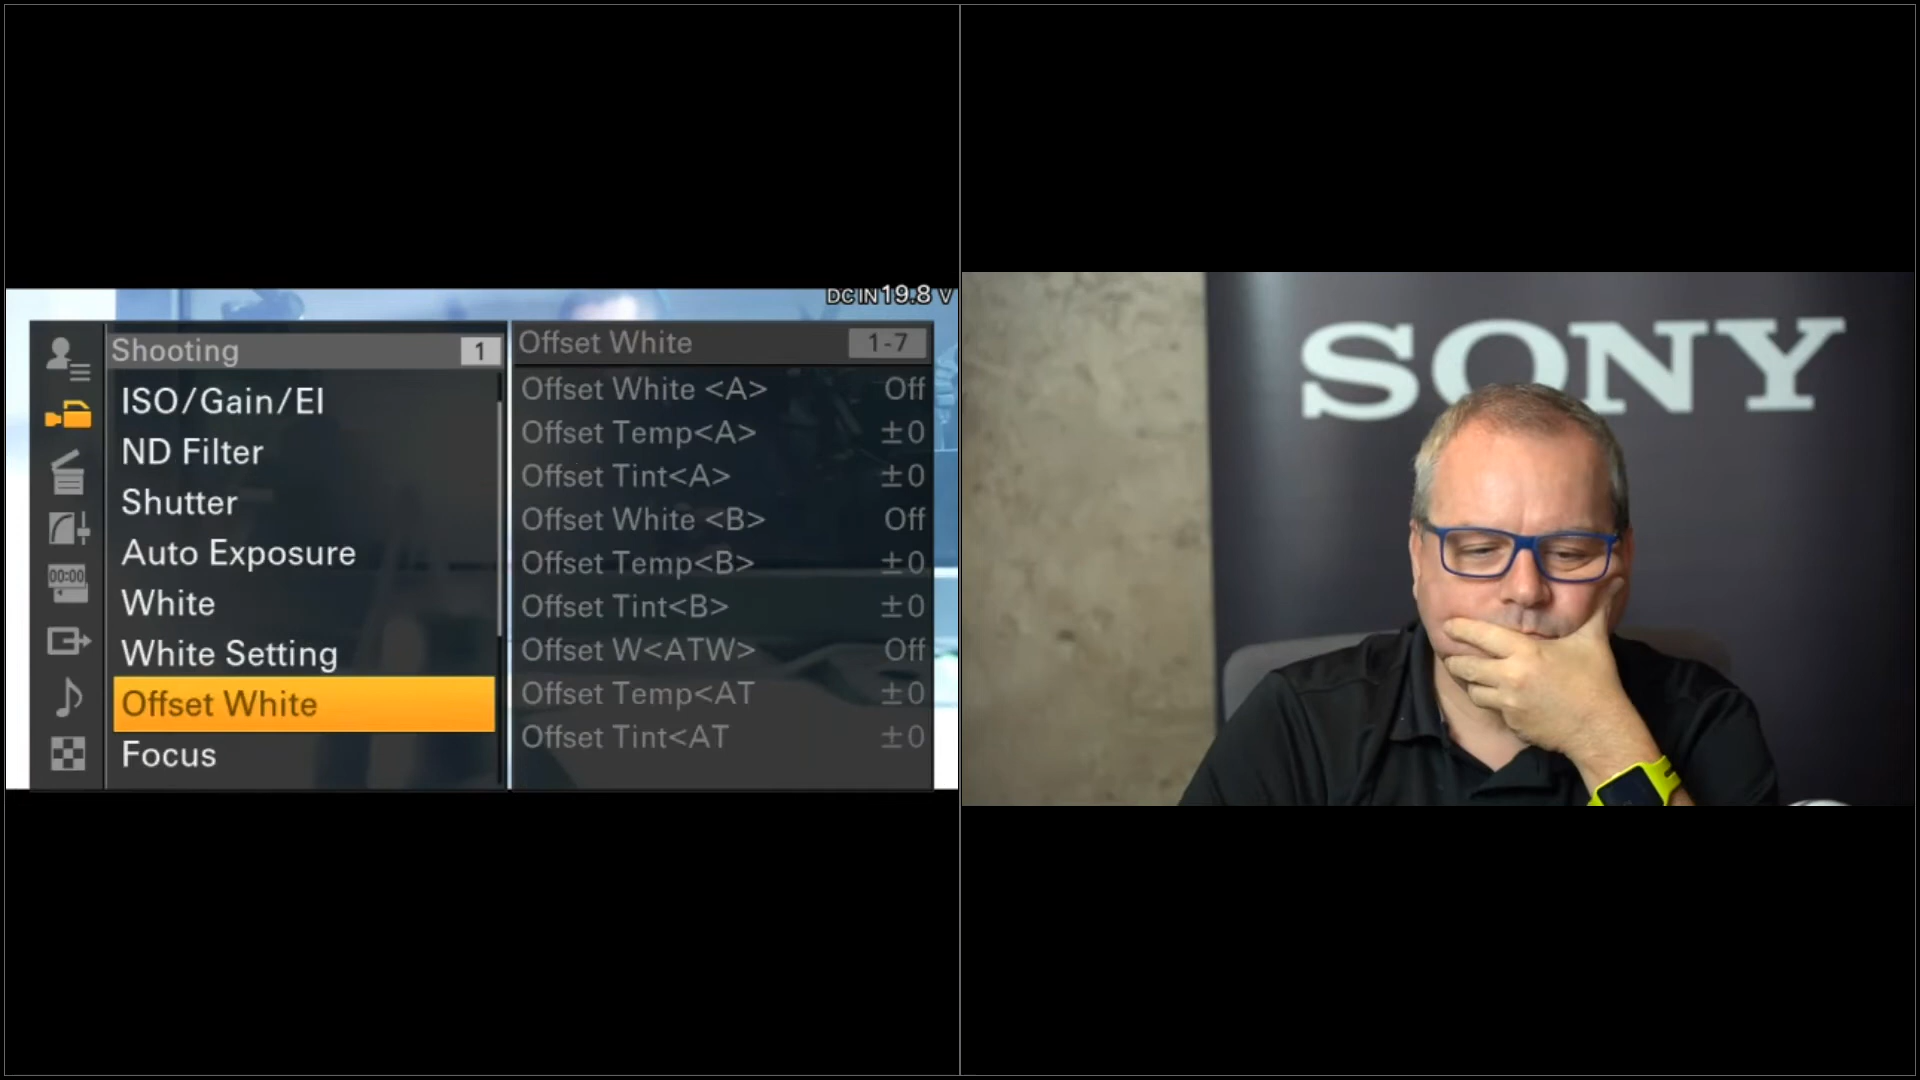 DC IN 19.8 V
Shooting 1
ISO/Gain/EI
ND Filter
Shutter
Auto Exposure
White
White Setting
Offset White
Focus
00:00
Offset White 1-7
Offset White <A> Off
Offset Temp<A> ±0
Offset Tint<A> ±0
Offset White <B> Off
Offset Temp<B> ±0
Offset Tint<B> ±0
Offset W<ATW> Off
Offset Temp<AT ±0
Offset Tint<AT ±0
SONY